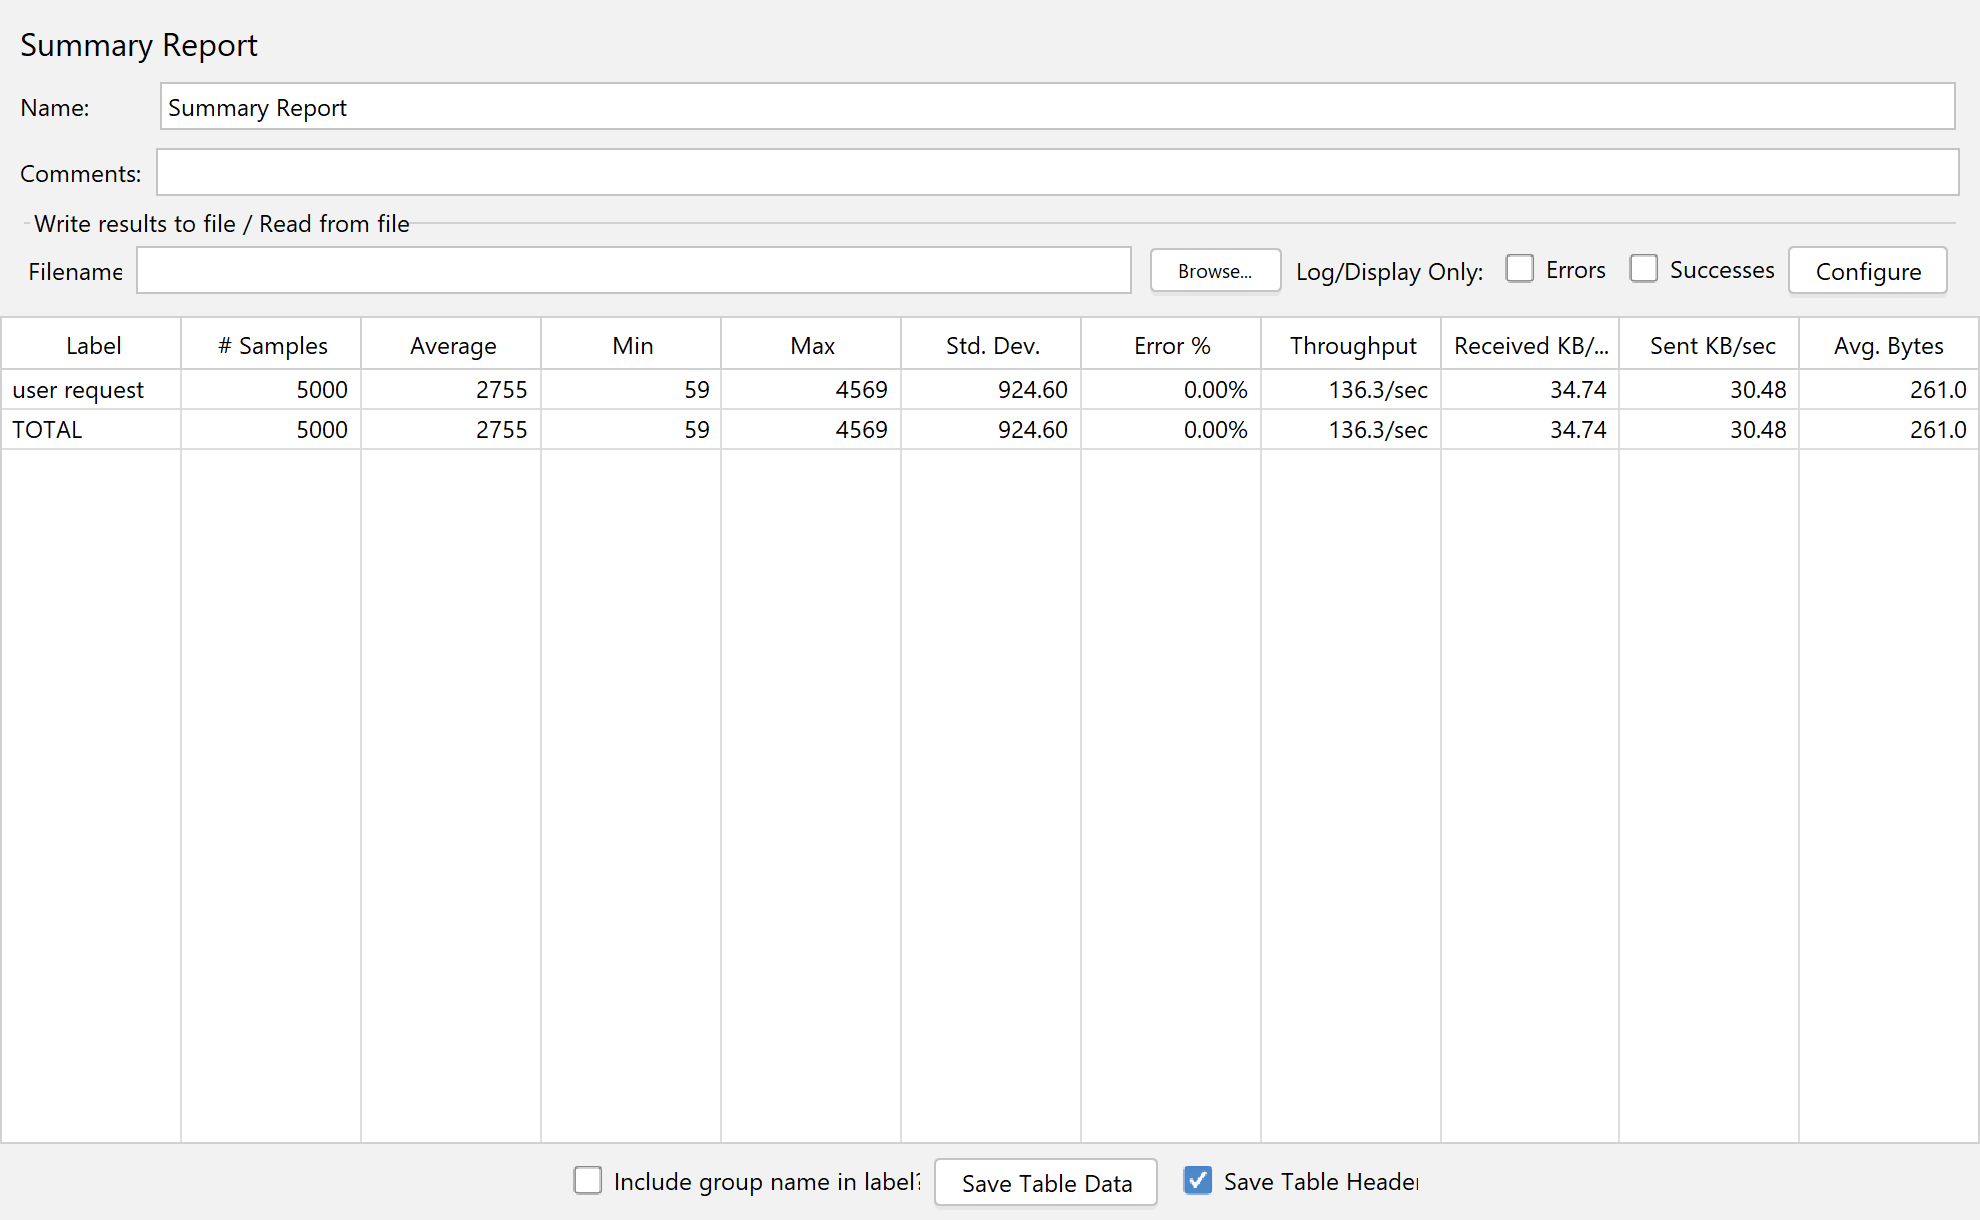 Summary Report
Name: Summary Report
Comments:
Write results to file / Read from file
Filename Browse... Log/Display Only: Errors Successes Configure
Label # Samples Average Min Max Std. Dev. Error % Throughput Received KB/... Sent KB/sec Avg. Bytes
user request 5000 2755 59 4569 924.60 0.00% 136.3/sec 34.74 30.48 261.0
TOTAL 5000 2755 59 4569 924.60 0.00% 136.3/sec 34.74 30.48 261.0
Include group name in label? Save Table Data Save Table Header